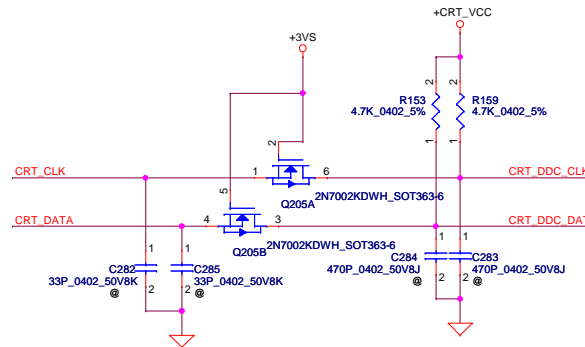 +CRT_VCC
+3VS
2
2
R153
4.7K_0402_5%
R159
4.7K_0402_5%
1
1
2
CRT_CLK
1
6
CRT_DDC_CLK
Q205A
2N7002KDWH_SOT363-6
5
CRT_DATA
4
3
CRT_DDC_DAT
Q205B
2N7002KDWH_SOT363-6
1
1
1
1
C282
33P_0402_50V8K
@
C285
33P_0402_50V8K
@
C284
470P_0402_50V8J
@
C283
470P_0402_50V8J
@
2
2
2
2